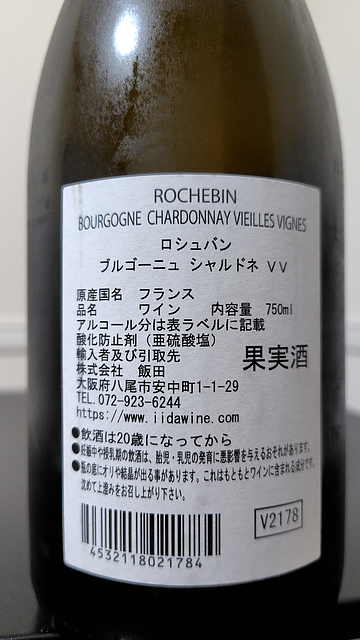 ROCHEBIN
BOURGOGNE CHARDONNAY VIEILLES VIGNES
ロシュバン
ブルゴーニュ シャルドネ VV
原産国名 フランス
品名 ワイン 内容量 750ml
アルコール分は表ラベルに記載
酸化防止剤(亜硫酸塩)
輸入者及び引取先
株式会社 飯田
果実酒
大阪府八尾市安中町1-1-29
TEL.072-923-6244
https://www.iidawine.com
●飲酒は20歳になってから
●妊娠中や授乳期の飲酒は、胎児・乳児の発育に悪影響を与えるおそれがあります。
●瓶の底にオリや結晶が出る事があります。これはもともとワインに含まれる成分です。
沈めて上澄みをお召し上がり下さい。
V2178
4532118021784